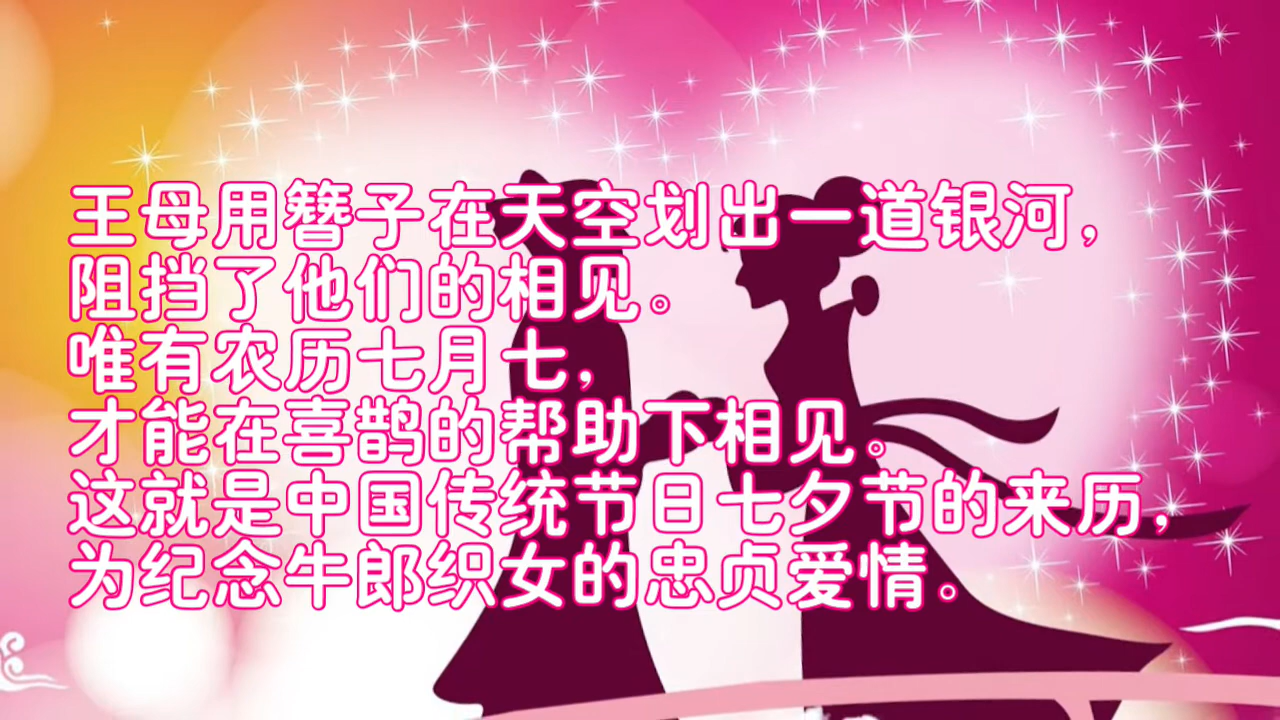 王母用簪子在天空划出一道银河，
阻挡了他们的相见。
唯有农历七月七，
才能在喜鹊的帮助下相见。
这就是中国传统节日七夕节的来历，
为纪念牛郎织女的忠贞爱情。